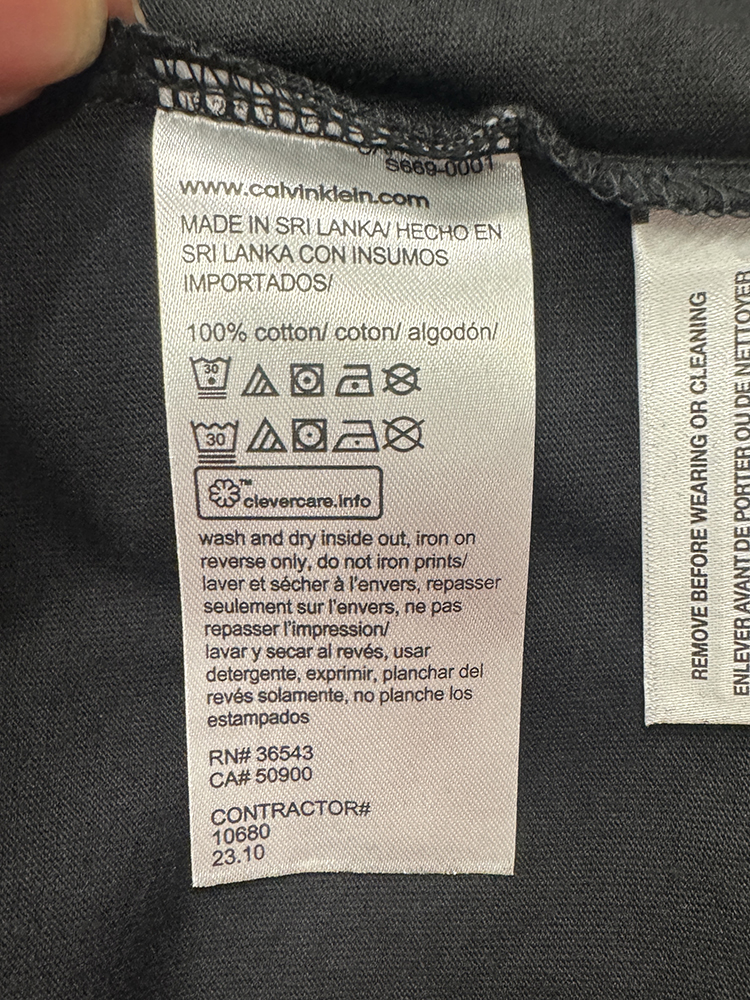 S669-0001
www.calvinklein.com
MADE IN SRI LANKA/ HECHO EN
SRI LANKA CON INSUMOS
IMPORTADOS/
100% cotton/ coton/ algodón/
30
30
™
clevercare.info
wash and dry inside out, iron on
reverse only, do not iron prints/
laver et sécher à l'envers, repasser
seulement sur l'envers, ne pas
repasser l'impression/
lavar y secar al revés, usar
detergente, exprimir, planchar del
revés solamente, no planche los
estampados
RN# 36543
CA# 50900
CONTRACTOR#
10680
23.10
REMOVE BEFORE WEARING OR CLEANING
ENLEVER AVANT DE PORTER OU DE NETTOYER